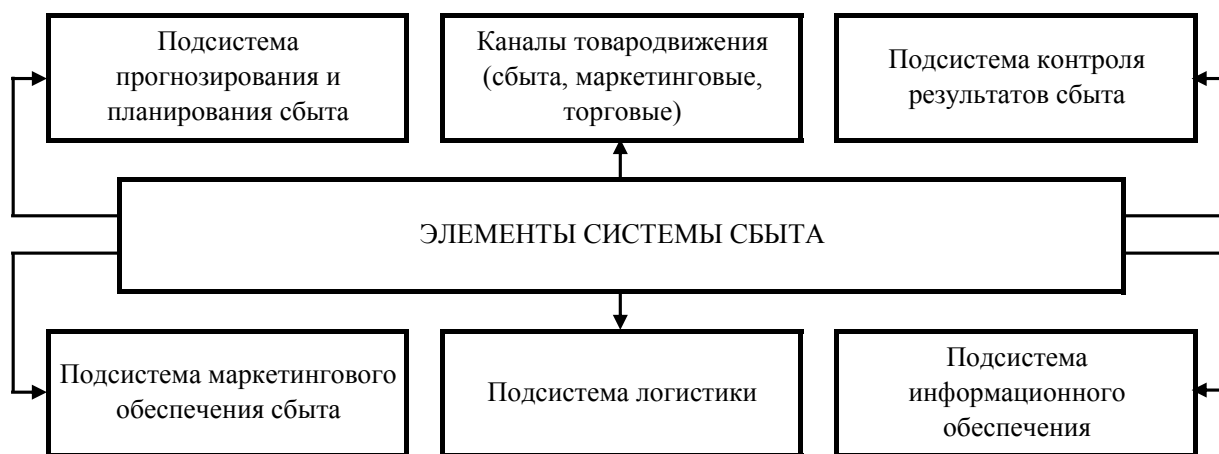 Подсистема
прогнозирования и
планирования сбыта
Каналы товародвижения
(сбыта, маркетинговые,
торговые)
Подсистема контроля
результатов сбыта
ЭЛЕМЕНТЫ СИСТЕМЫ СБЫТА
Подсистема маркетингового
обеспечения сбыта
Подсистема логистики
Подсистема
информационного
обеспечения